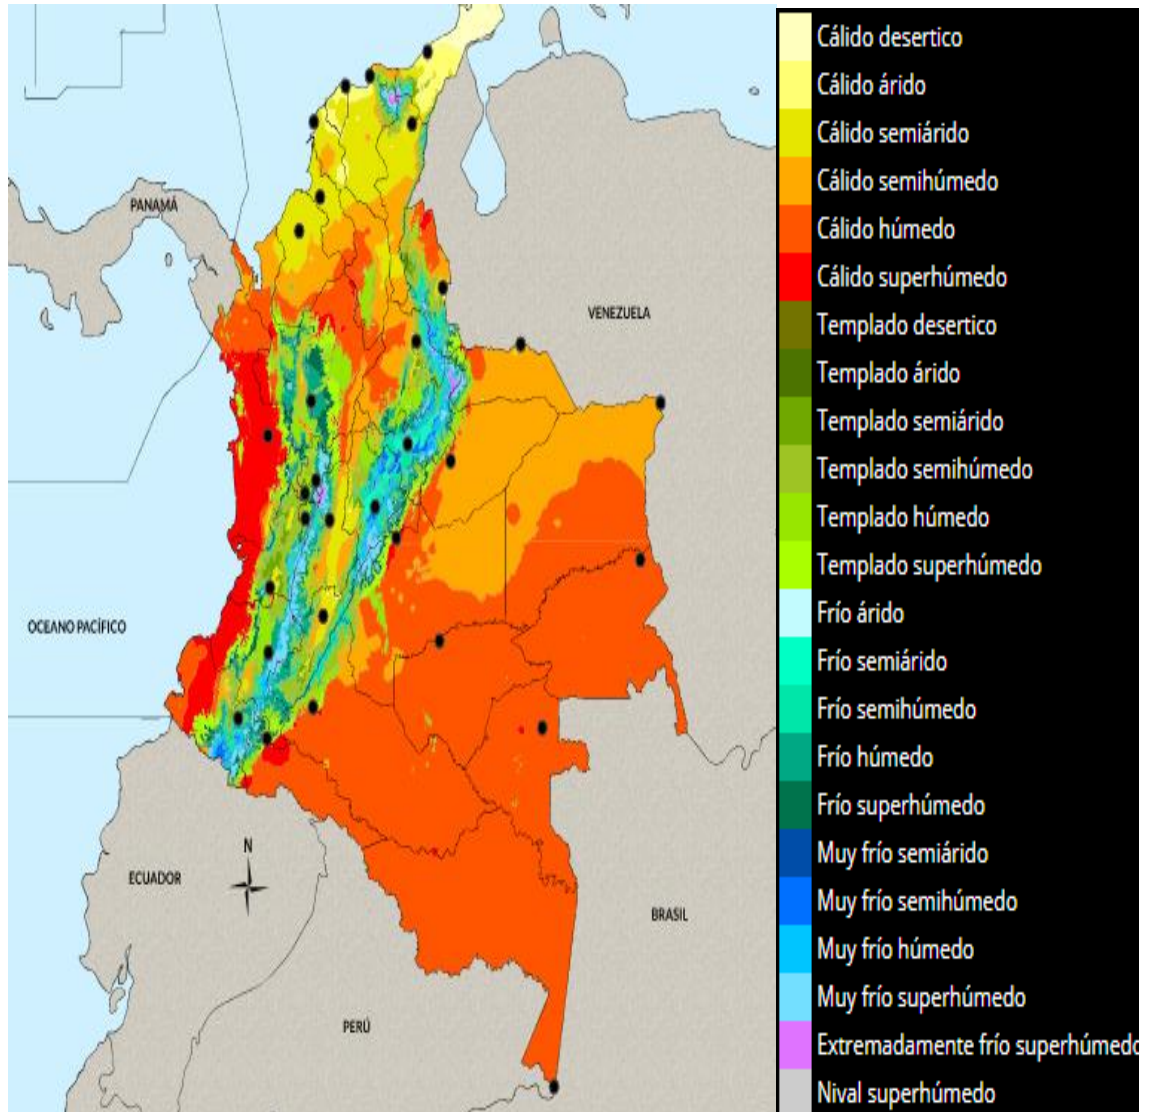 PANAMÁ
VENEZUELA
OCEANO PACÍFICO
N
ECUADOR
BRASIL
PERÚ
Cálido desertico
Cálido árido
Cálido semiárido
Cálido semihúmedo
Cálido húmedo
Cálido superhúmedo
Templado desertico
Templado árido
Templado semiárido
Templado semihúmedo
Templado húmedo
Templado superhúmedo
Frío árido
Frío semiárido
Frío semihúmedo
Frío húmedo
Frío superhúmedo
Muy frío semiárido
Muy frío semihúmedo
Muy frío húmedo
Muy frío superhúmedo
Extremadamente frío superhúmedo
Nival superhúmedo